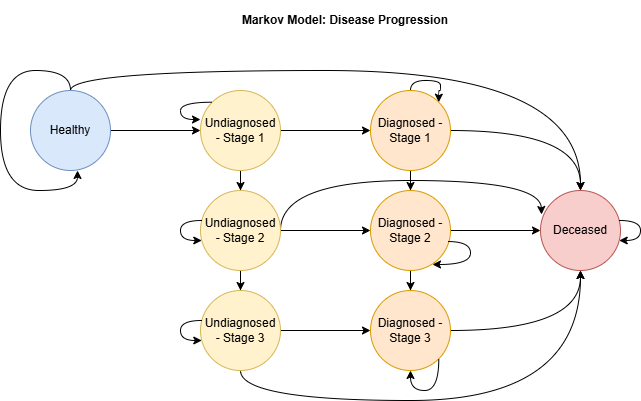 Markov Model: Disease Progression
Healthy
Undiagnosed
- Stage 1
Diagnosed -
Stage 1
Undiagnosed
- Stage 2
Diagnosed -
Stage 2
Deceased
Undiagnosed
- Stage 3
Diagnosed -
Stage 3